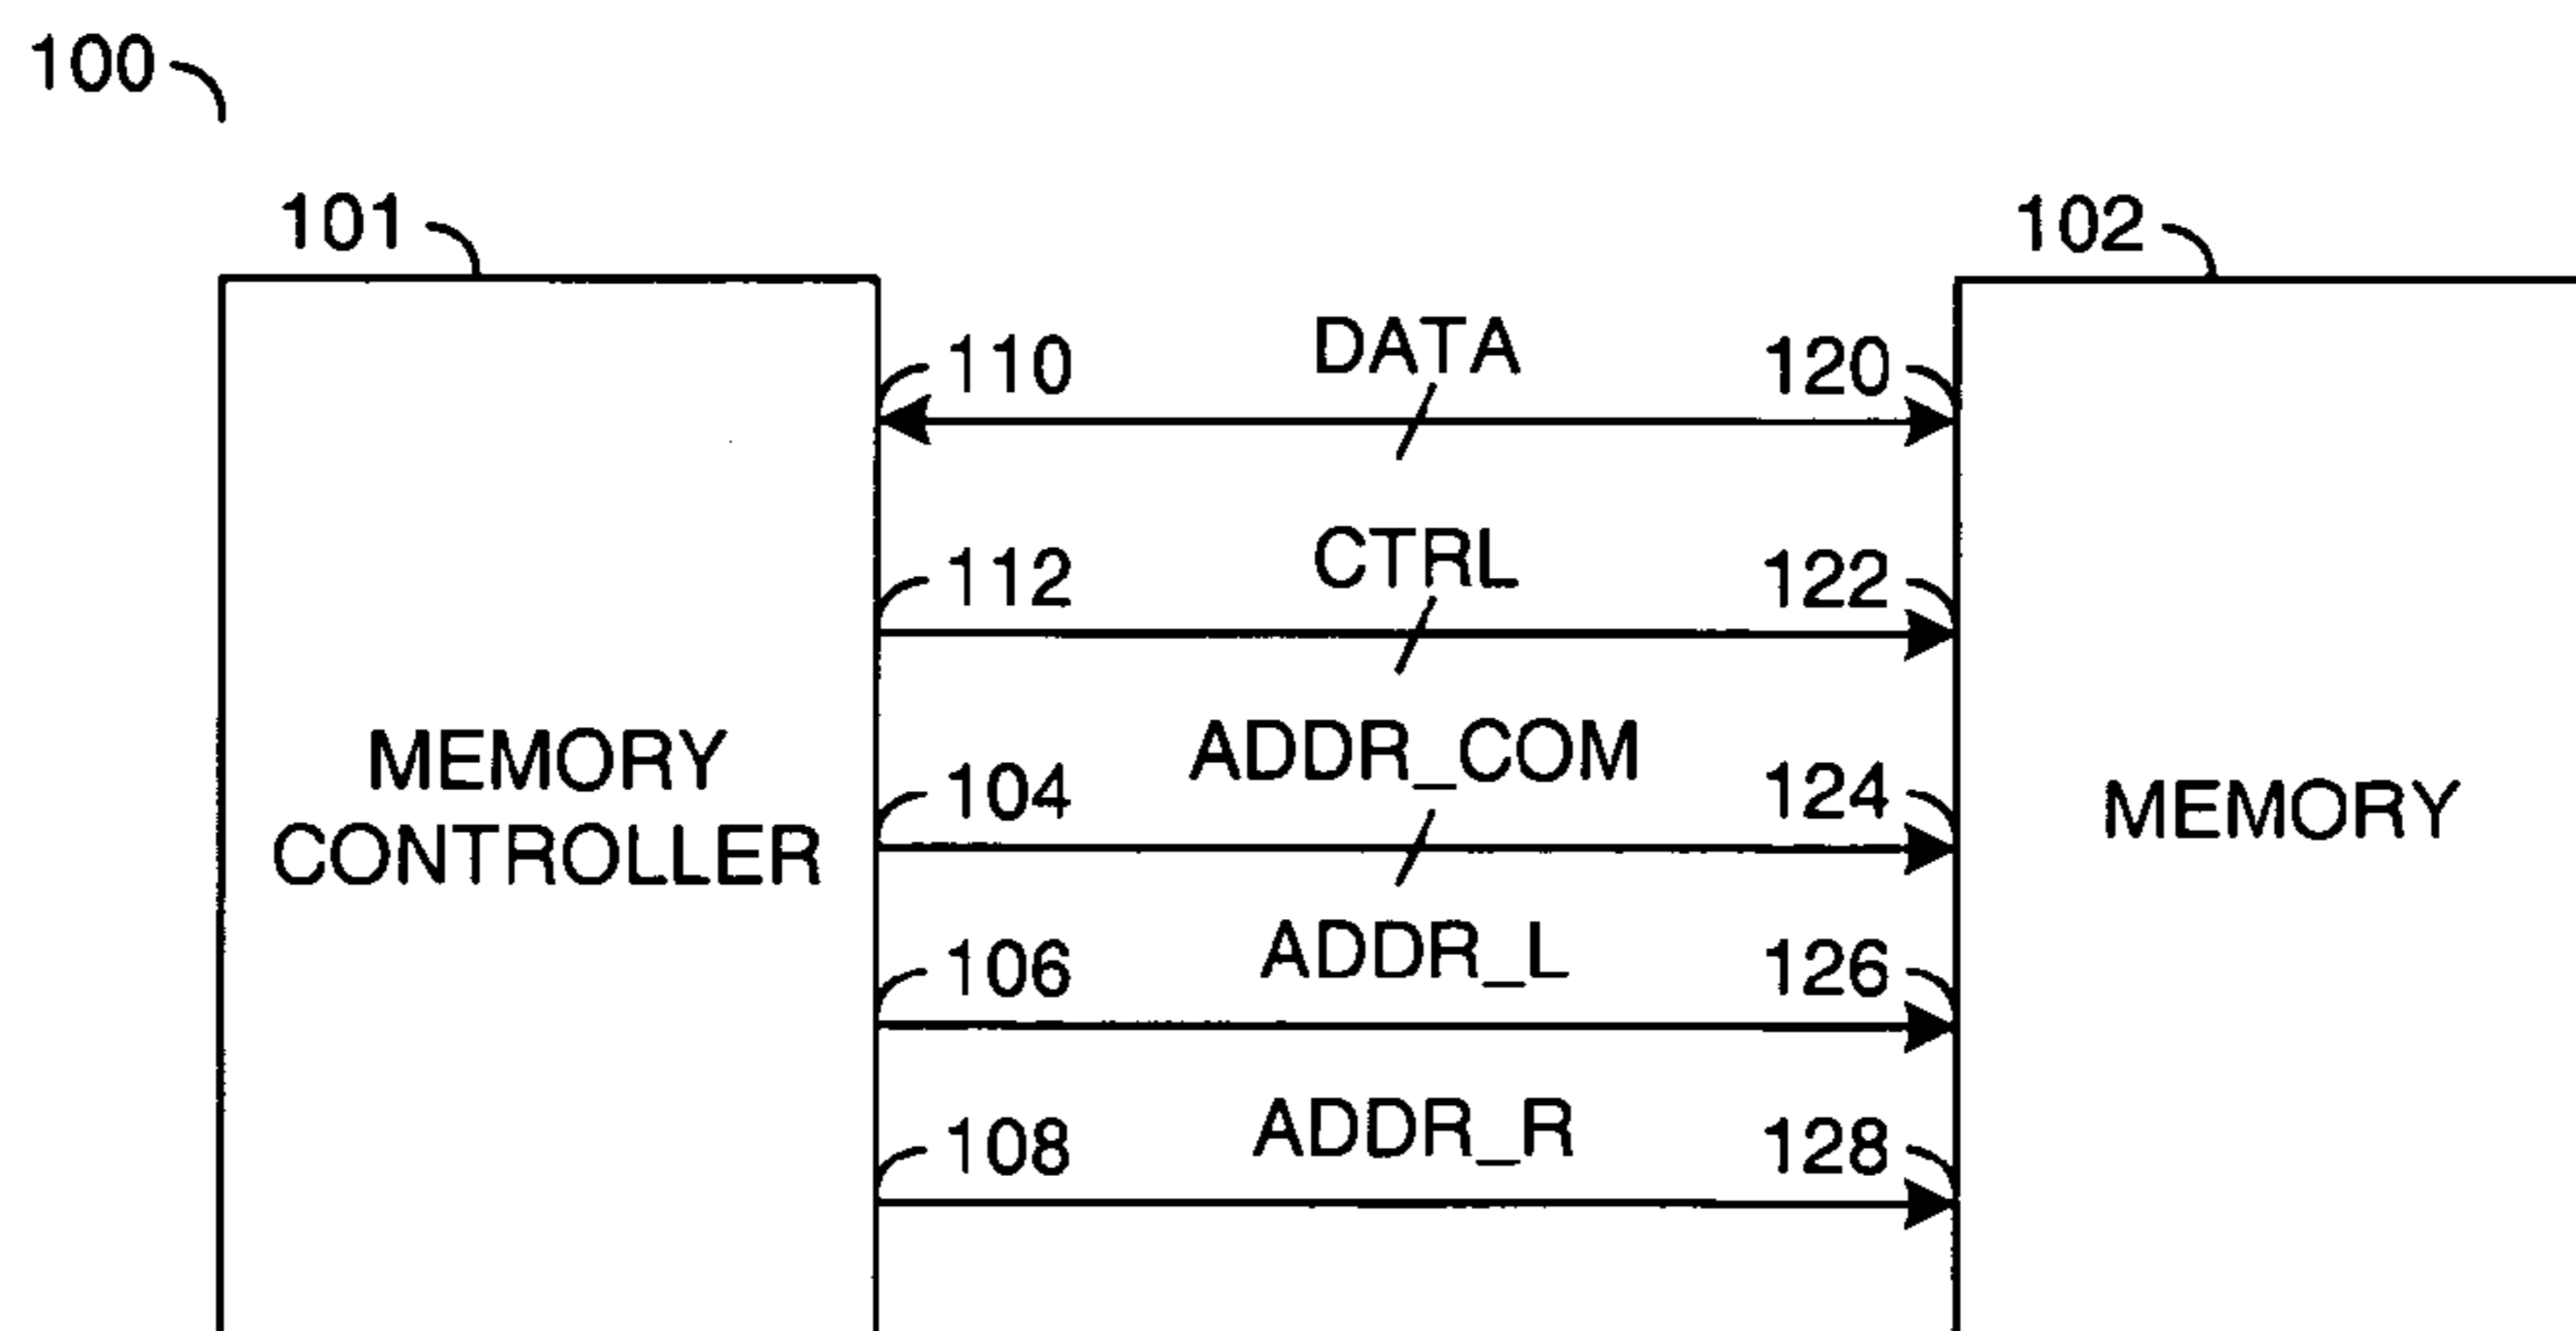 100
101
102
110 DATA 120
112 CTRL 122
104 ADDR_COM 124
106 ADDR_L 126
108 ADDR_R 128
MEMORY
CONTROLLER
MEMORY